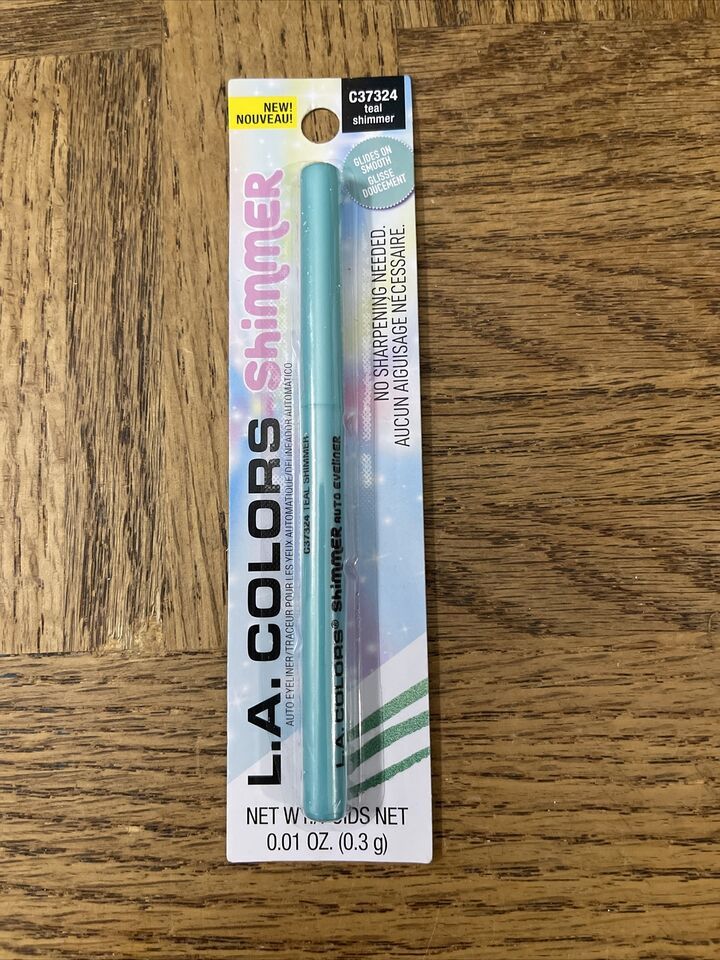 NEW!
NOUVEAU!
C37324
teal
shimmer
GLIDES ON
SMOOTH
GLISSE
DOUCEMENT
NO SHARPENING NEEDED.
AUCUN AIGUISAGE NECESSAIRE.
L.A. COLORS shimmer
AUTO EYELINER/TRACEUR POUR LES YEUX AUTOMATIQUE/DELINEADOR AUTOMÁTICO
C37324 TEAL SHIMMER
L.A. COLORS® shimmer AUTO eyeliner
NET W NET
0.01 OZ. (0.3 g)